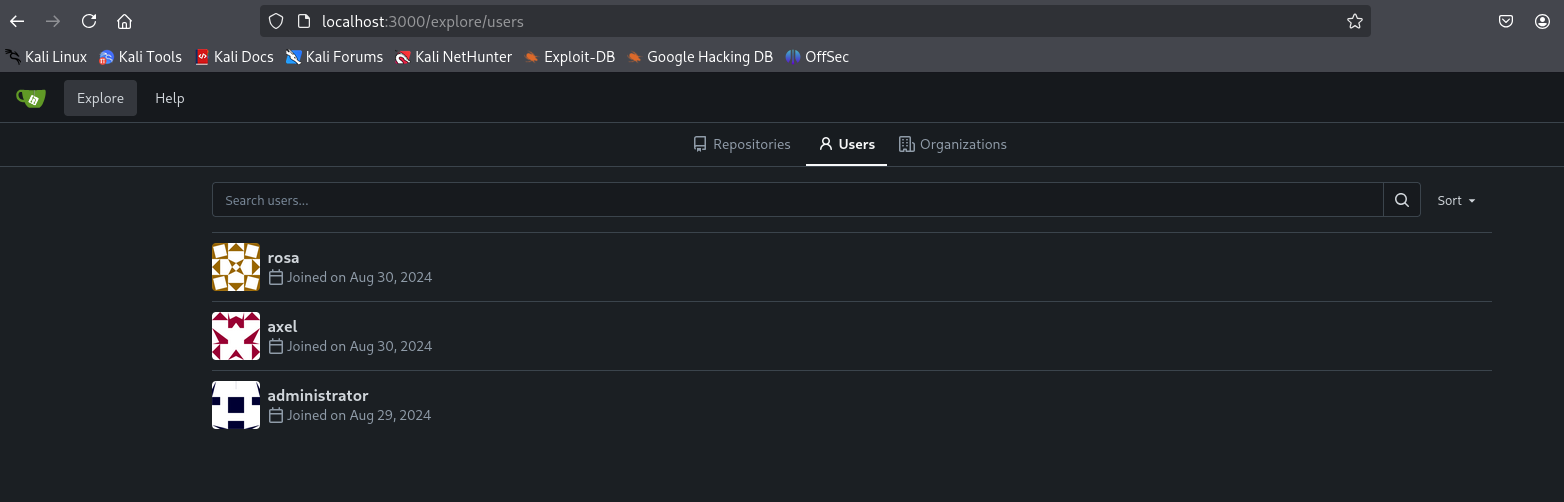 localhost:3000/explore/users
Kali Linux Kali Tools Kali Docs Kali Forums Kali NetHunter Exploit-DB Google Hacking DB OffSec
Explore Help
Repositories Users Organizations
Search users... Sort
rosa
Joined on Aug 30, 2024
axel
Joined on Aug 30, 2024
administrator
Joined on Aug 29, 2024